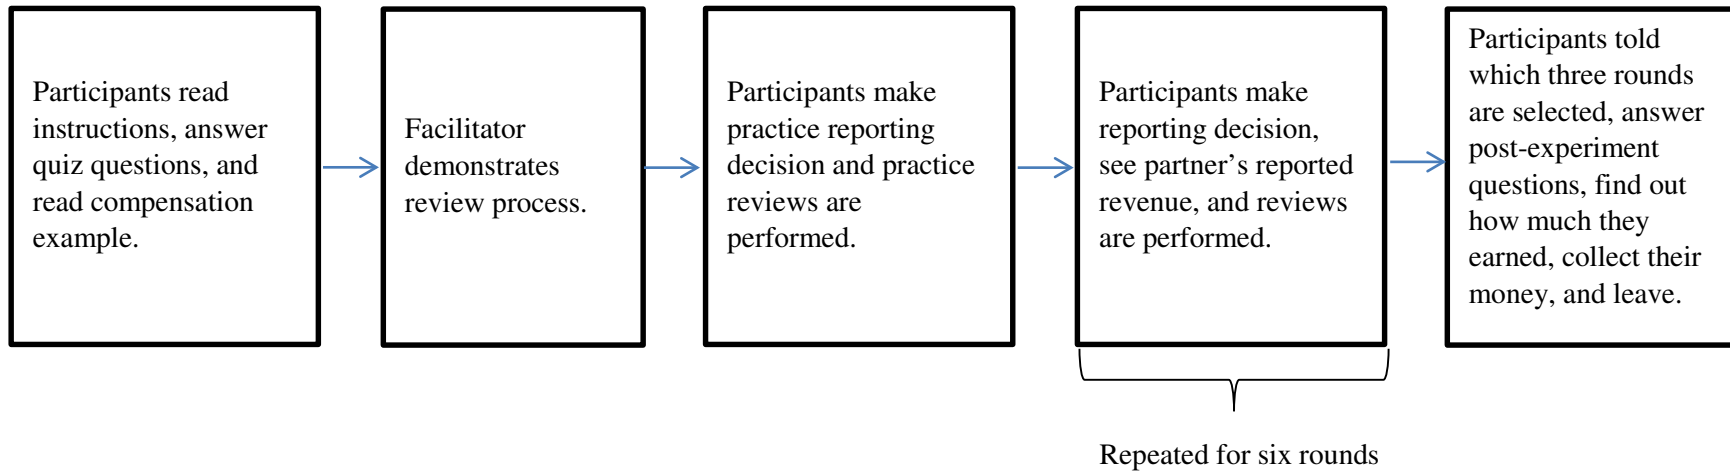 Participants read
instructions, answer
quiz questions, and
read compensation
example.
Facilitator
demonstrates
review process.
Participants make
practice reporting
decision and practice
reviews are
performed.
Participants make
reporting decision,
see partner’s reported
revenue, and reviews
are performed.
Participants told
which three rounds
are selected, answer
post-experiment
questions, find out
how much they
earned, collect their
money, and leave.
Repeated for six rounds